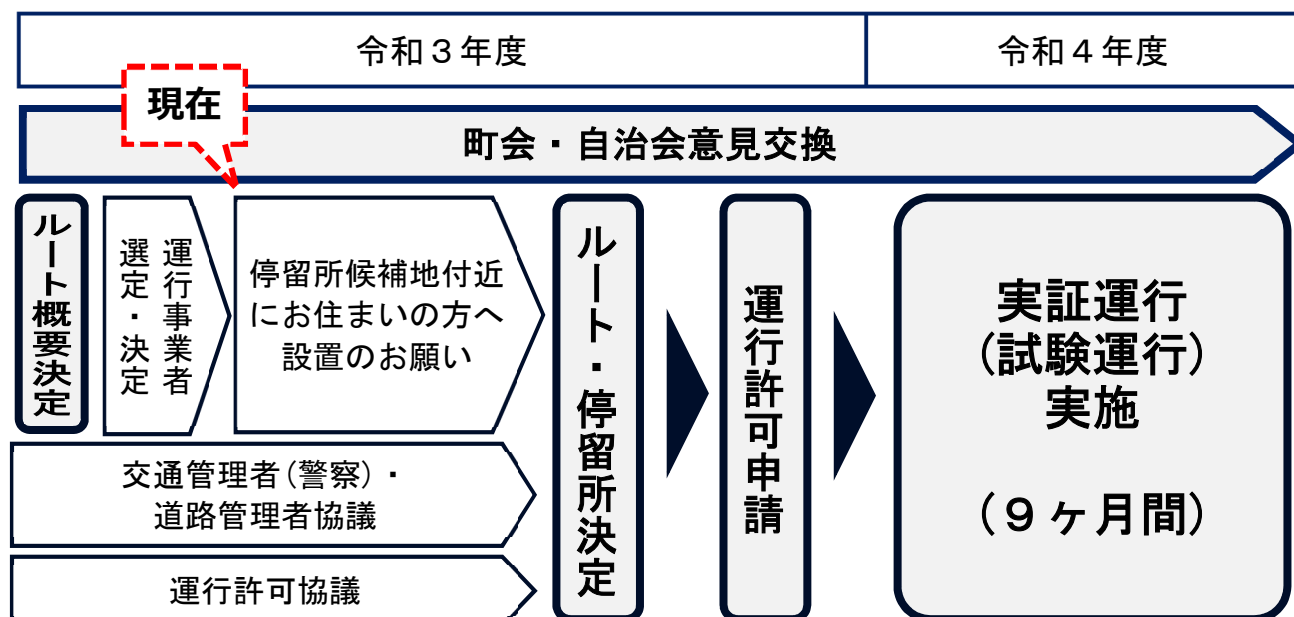 令和３年度
令和４年度
現在
町会・自治会意見交換
ルート概要決定
運行事業者
選定・決定
停留所候補地付近
にお住まいの方へ
設置のお願い
交通管理者(警察)・
道路管理者協議
運行許可協議
ルート・停留所決定
運行許可申請
実証運行
(試験運行)
実施
(９ヶ月間)